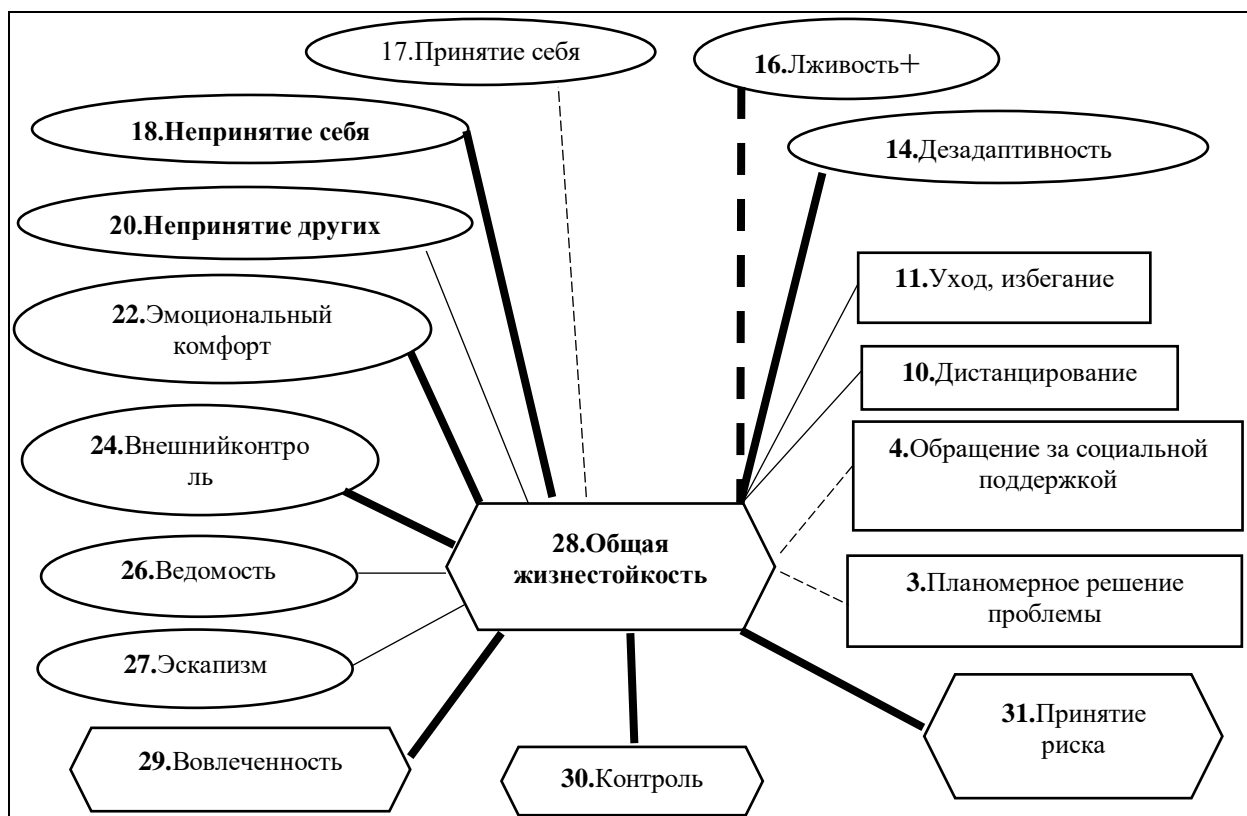 17.Принятие себя
16.Лживость+
18.Непринятие себя
14.Дезадаптивность
20.Непринятие других
11.Уход, избегание
22.Эмоциональный
комфорт
10.Дистанцирование
24.Внешнийконтро
ль
4.Обращение за социальной
поддержкой
28.Общая
жизнестойкость
26.Ведомость
3.Планомерное решение
проблемы
27.Эскапизм
31.Принятие
риска
29.Вовлеченность
30.Контроль